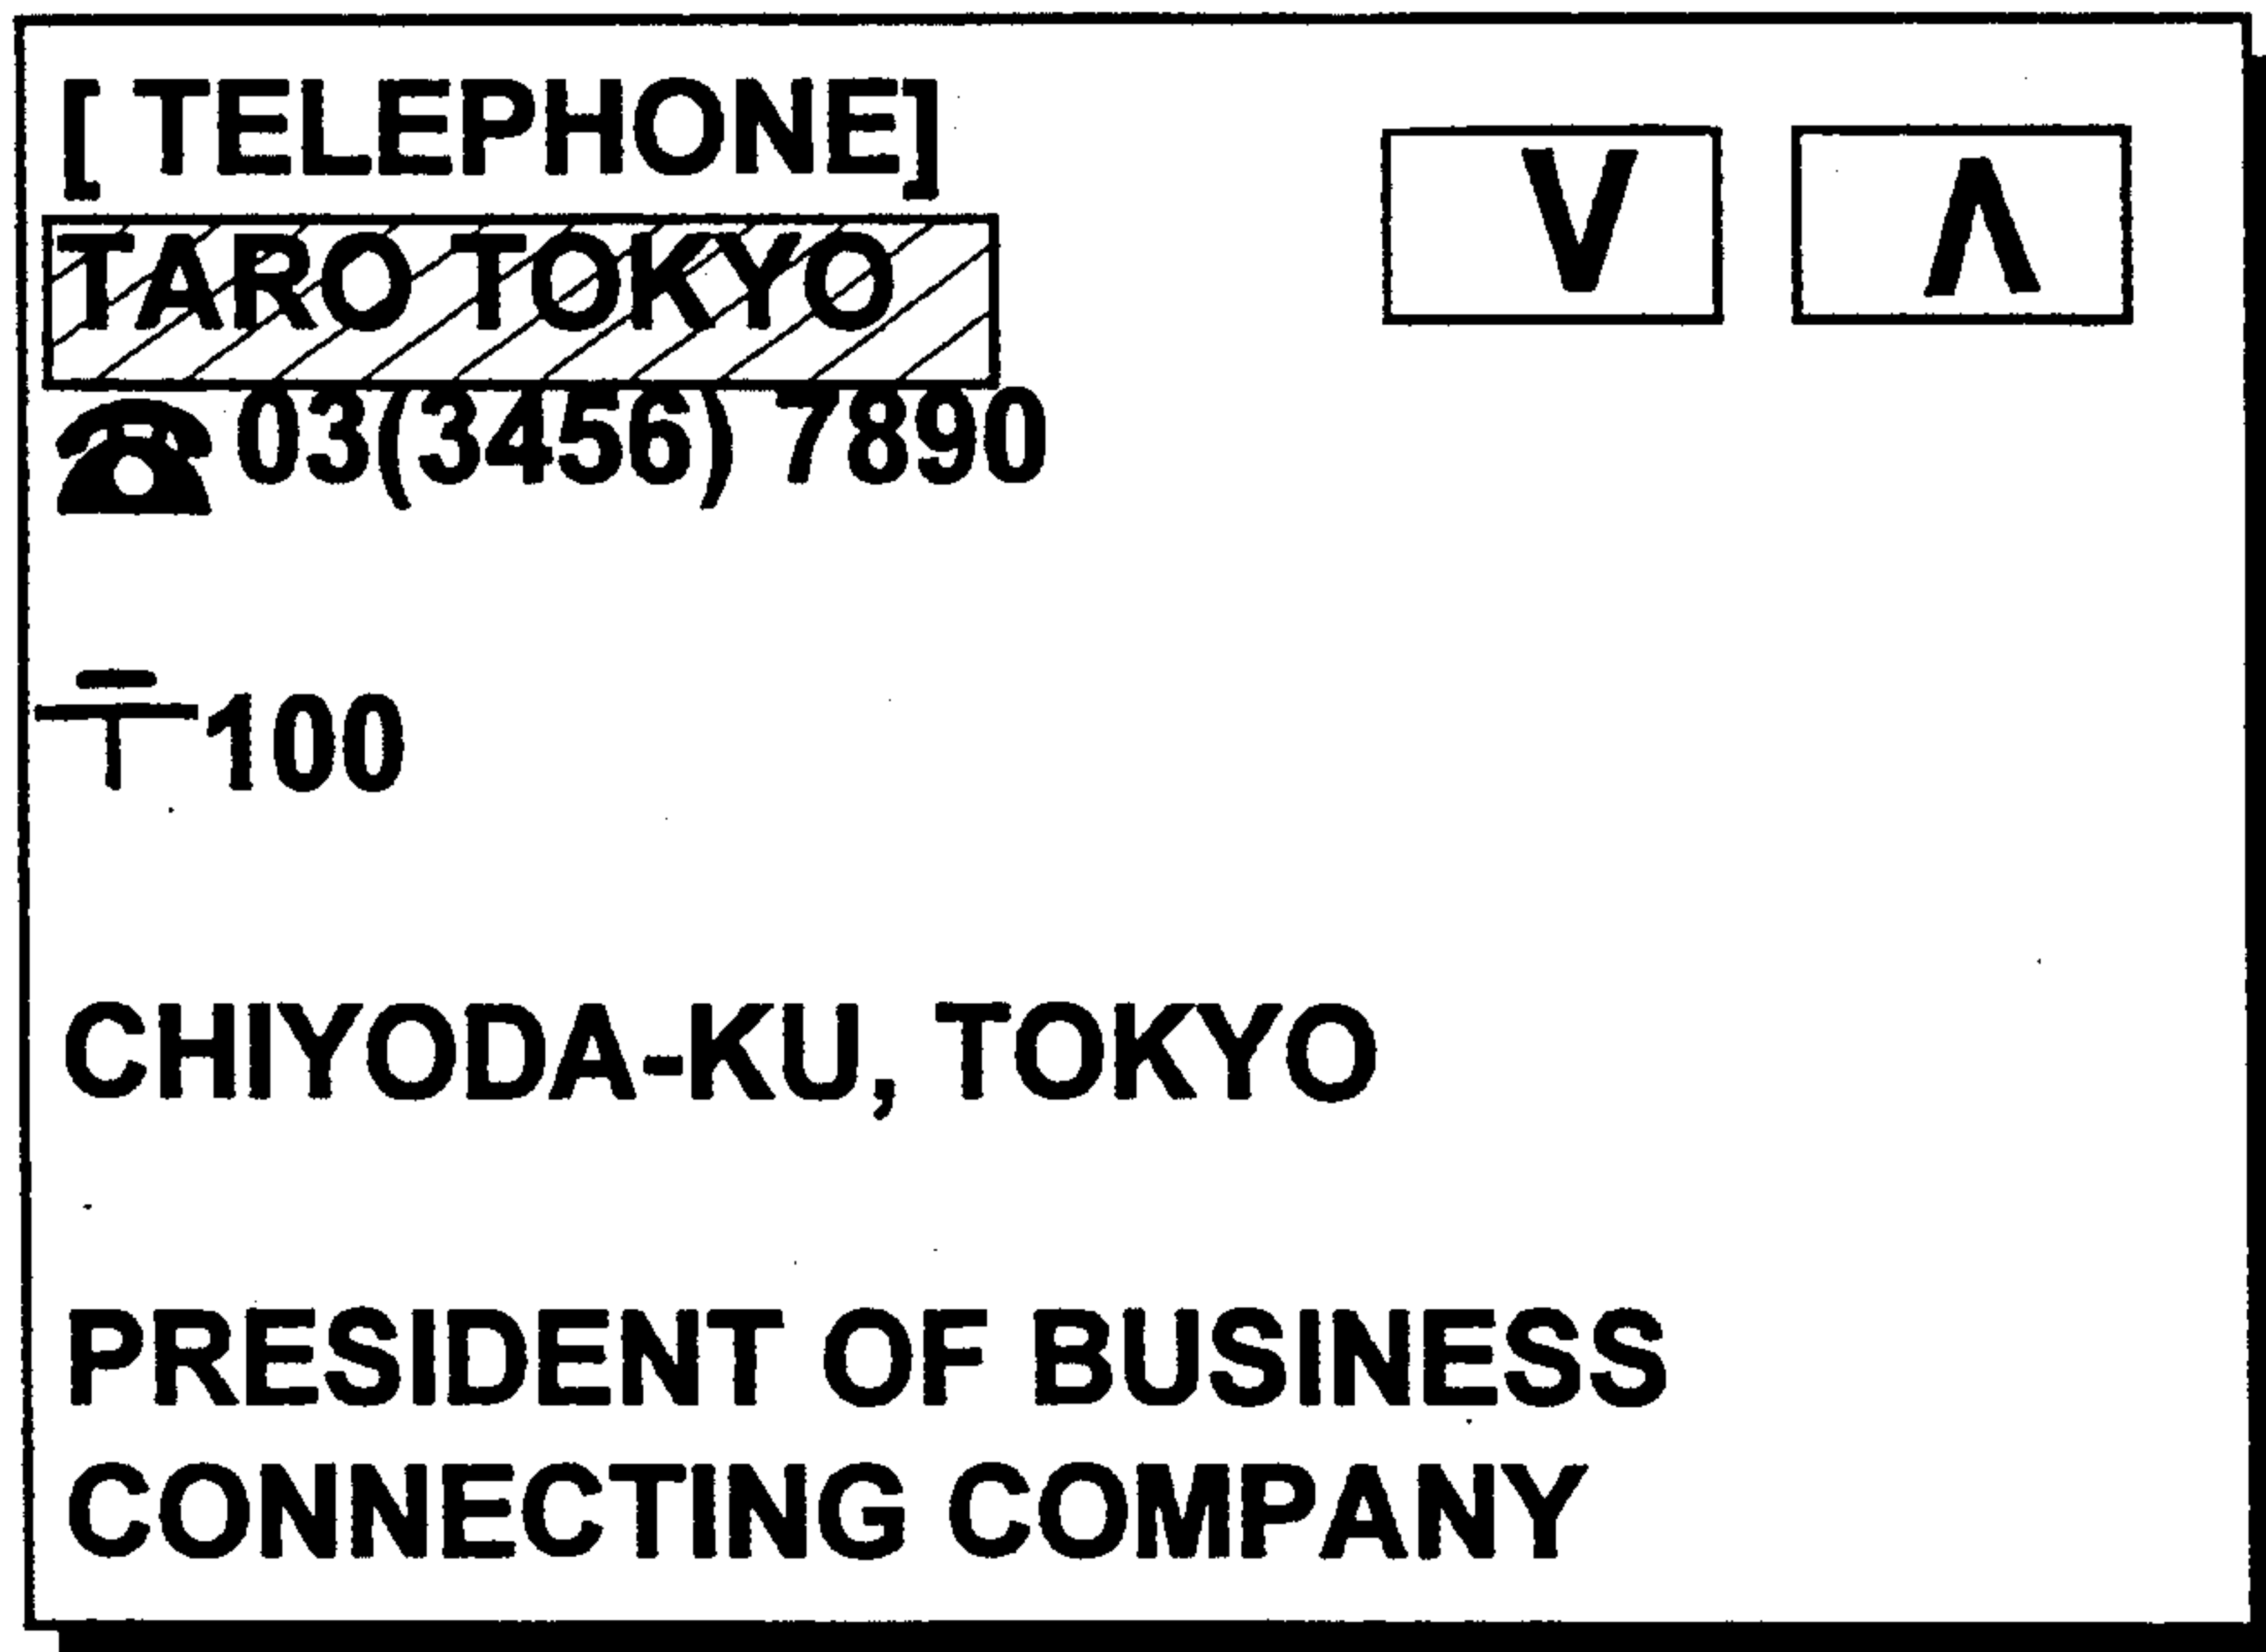 [ TELEPHONE] V Λ
TARO TOKYO
☎ 03(3456) 7890
〒100
CHIYODA-KU, TOKYO
PRESIDENT OF BUSINESS
CONNECTING COMPANY